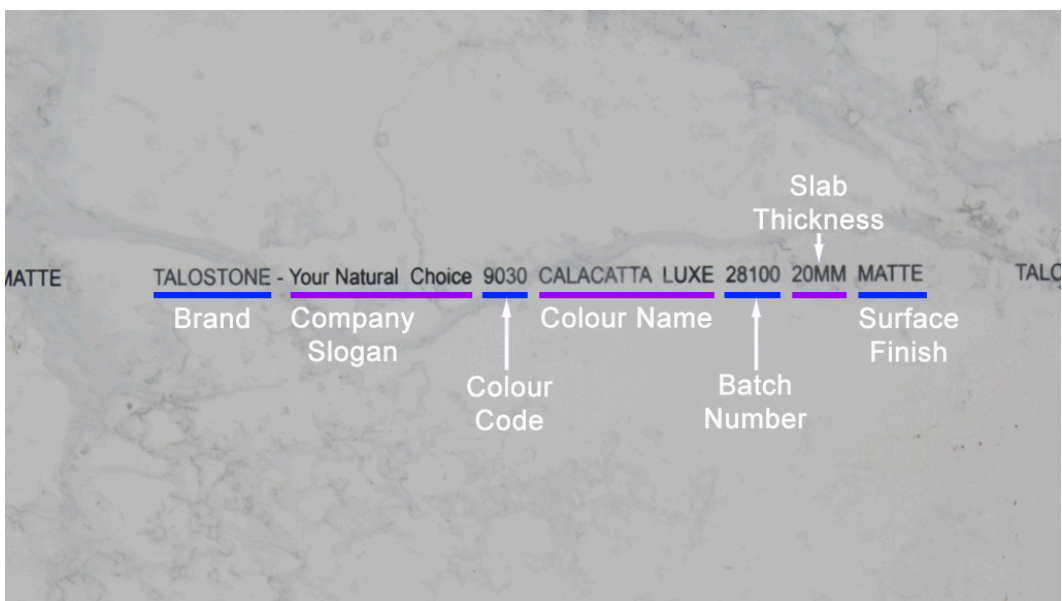 Slab
Thickness
MATTE TALOSTONE - Your Natural Choice 9030 CALACATTA LUXE 28100 20MM MATTE
Brand Company Slogan Colour Name Surface Finish
Colour Code Batch Number